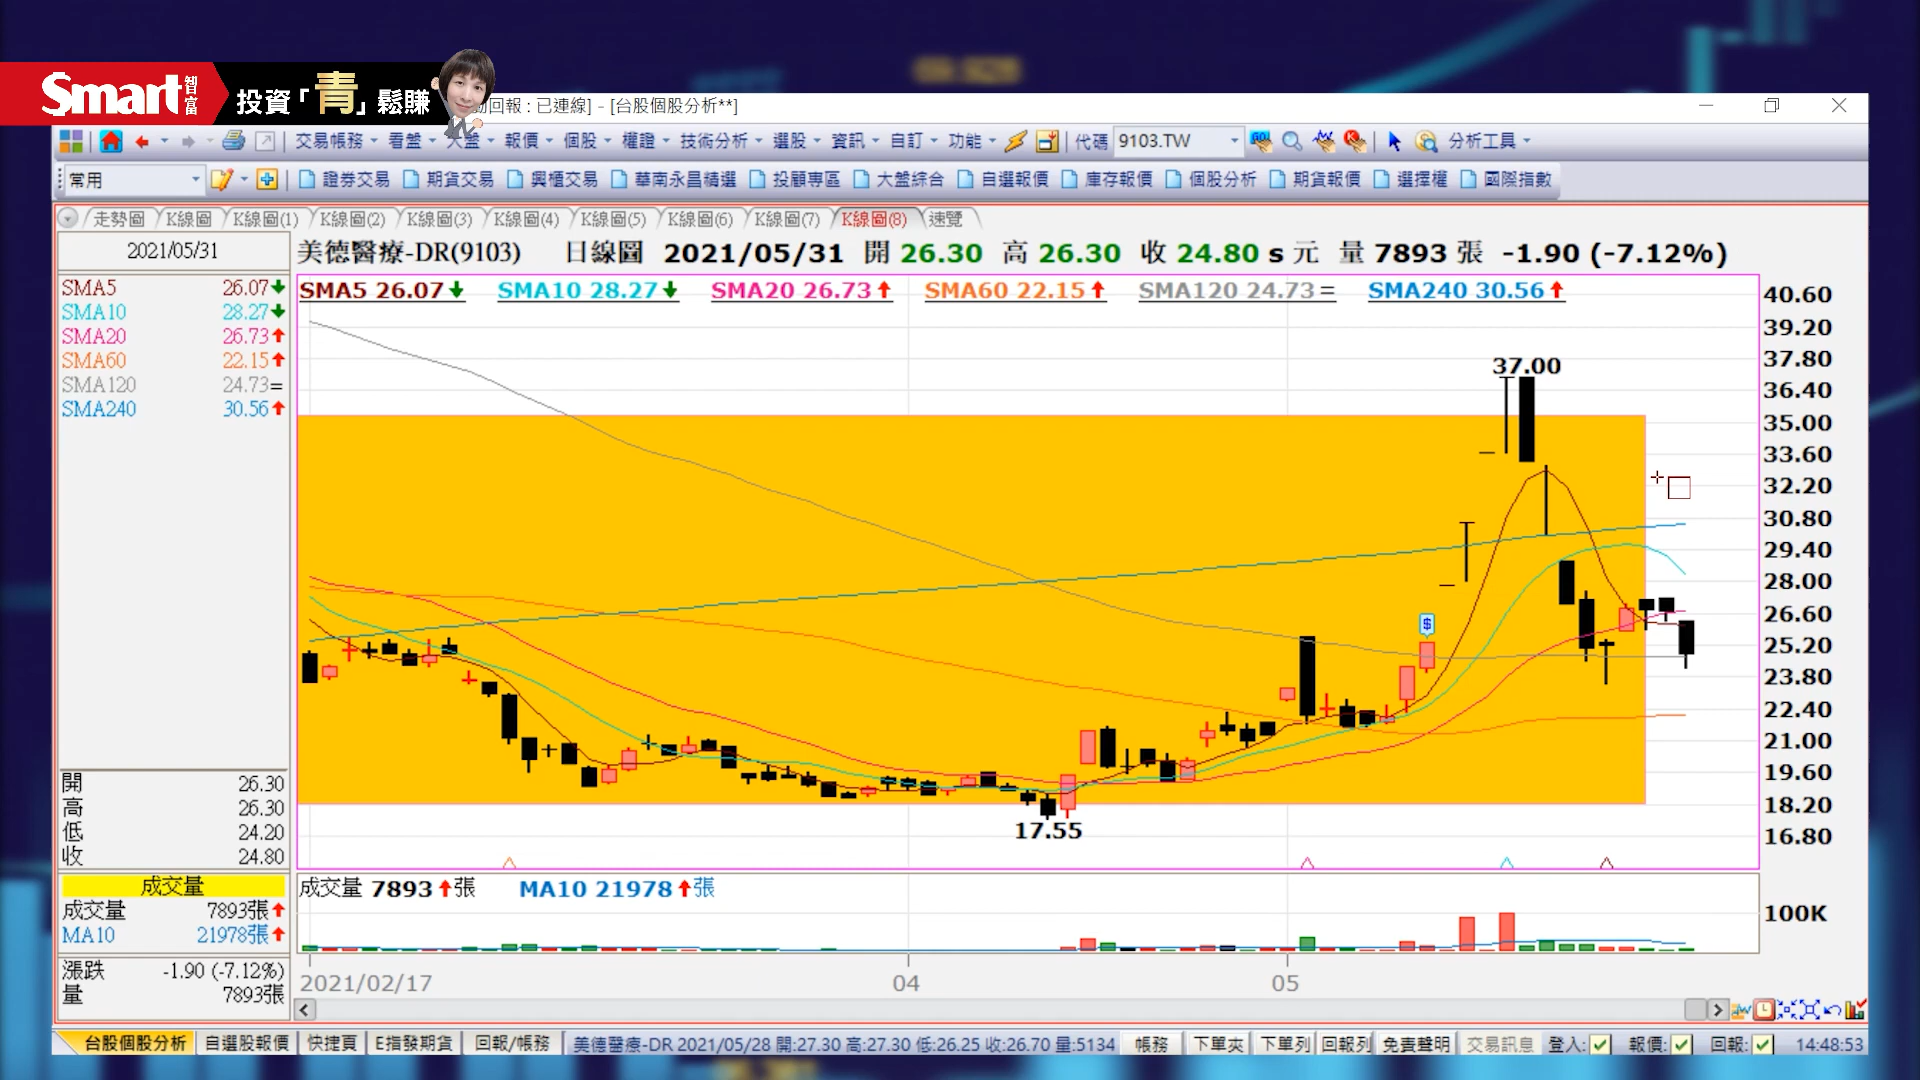 Smart智富 投資「青」鬆賺
動回報 : 已連線] - [台股個股分析**]
交易帳務 看盤 大盤 報價 個股 權證 技術分析 選股 資訊 自訂 功能 代碼 9103.TW 分析工具
常用 證券交易 期貨交易 興櫃交易 華南永昌精選 投顧專區 大盤綜合 自選報價 庫存報價 個股分析 期貨報價 選擇權 國際指數
走勢圖 K線圖 K線圖(1) K線圖(2) K線圖(3) K線圖(4) K線圖(5) K線圖(6) K線圖(7) K線圖(8) 速覽
2021/05/31
美德醫療-DR(9103) 日線圖 2021/05/31 開 26.30 高 26.30 收 24.80 s 元 量 7893 張 -1.90 (-7.12%)
SMA5 26.07↓ SMA10 28.27↓ SMA20 26.73↑ SMA60 22.15↑ SMA120 24.73= SMA240 30.56↑
SMA5 26.07↓
SMA10 28.27↓
SMA20 26.73↑
SMA60 22.15↑
SMA120 24.73=
SMA240 30.56↑
40.60
39.20
37.80
36.40
35.00
33.60
32.20
30.80
29.40
28.00
26.60
25.20
23.80
22.40
21.00
19.60
18.20
16.80
37.00
$
17.55
開 26.30
高 26.30
低 24.20
收 24.80
成交量
成交量 7893張↑
MA10 21978張↑
漲跌 -1.90 (-7.12%)
量 7893張
成交量 7893↑張 MA10 21978↑張
100K
2021/02/17 04 05
台股個股分析 自選股報價 快捷頁 E指發期貨 回報/帳務 美德醫療-DR 2021/05/28 開:27.30 高:27.30 低:26.25 收:26.70 量:5134 帳務 下單夾 下單列 回報列 免責聲明 交易訊息 登入: 報價: 回報: 14:48:53